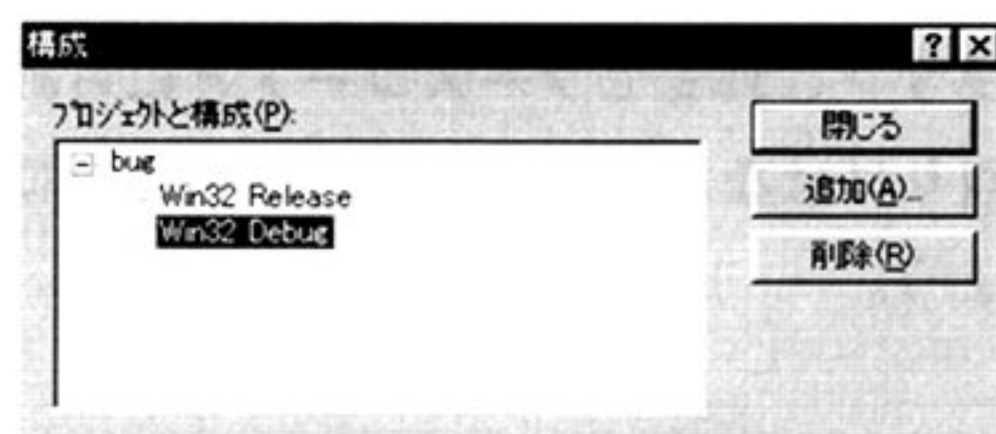 構成
プロジェクトと構成(P):
bug
Win32 Release
Win32 Debug
閉じる
追加(A)...
削除(R)